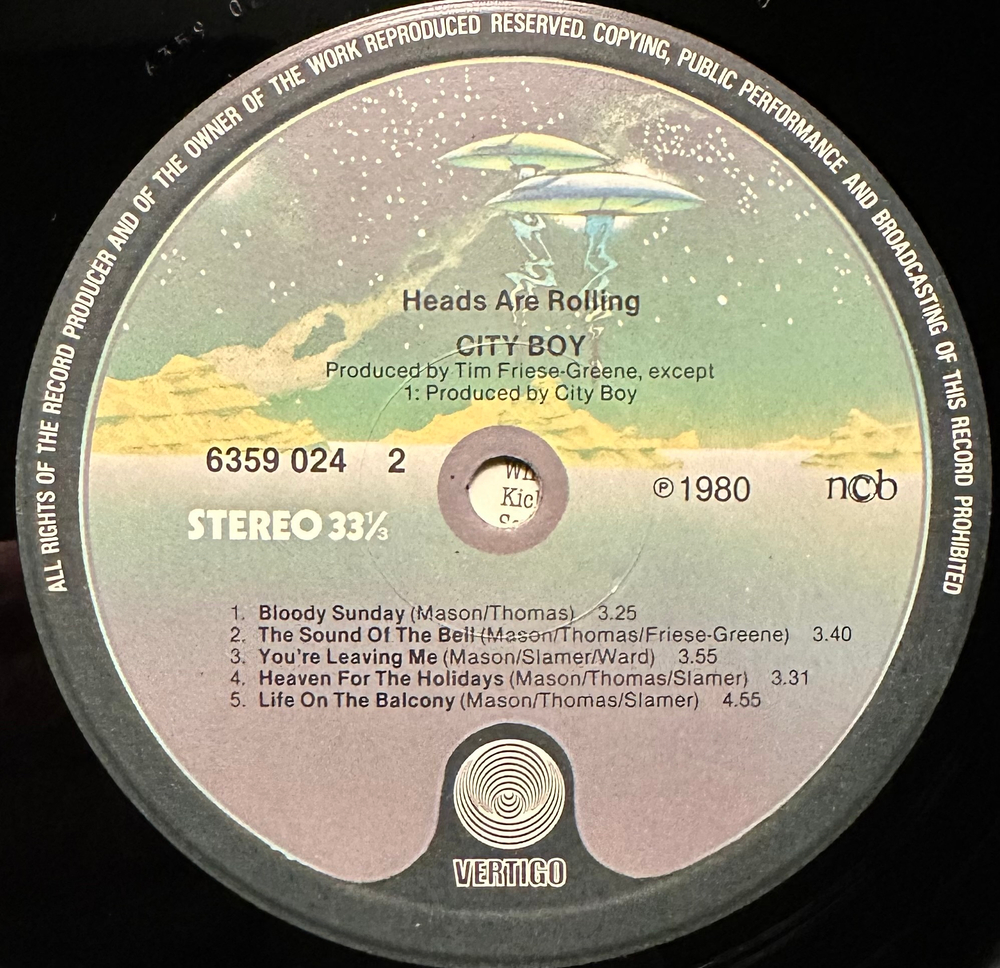 ALL RIGHTS OF THE RECORD PRODUCER AND OF THE OWNER OF THE WORK REPRODUCED RESERVED. COPYING, PUBLIC PERFORMANCE AND BROADCASTING OF THIS RECORD PROHIBITED
Heads Are Rolling
CITY BOY
Produced by Tim Friese-Greene, except
1: Produced by City Boy
6359 024 2
STEREO 33⅓
℗ 1980 ncb
1. Bloody Sunday (Mason/Thomas) 3.25
2. The Sound Of The Bell (Mason/Thomas/Friese-Greene) 3.40
3. You're Leaving Me (Mason/Slamer/Ward) 3.55
4. Heaven For The Holidays (Mason/Thomas/Slamer) 3.31
5. Life On The Balcony (Mason/Thomas/Slamer) 4.55
VERTIGO